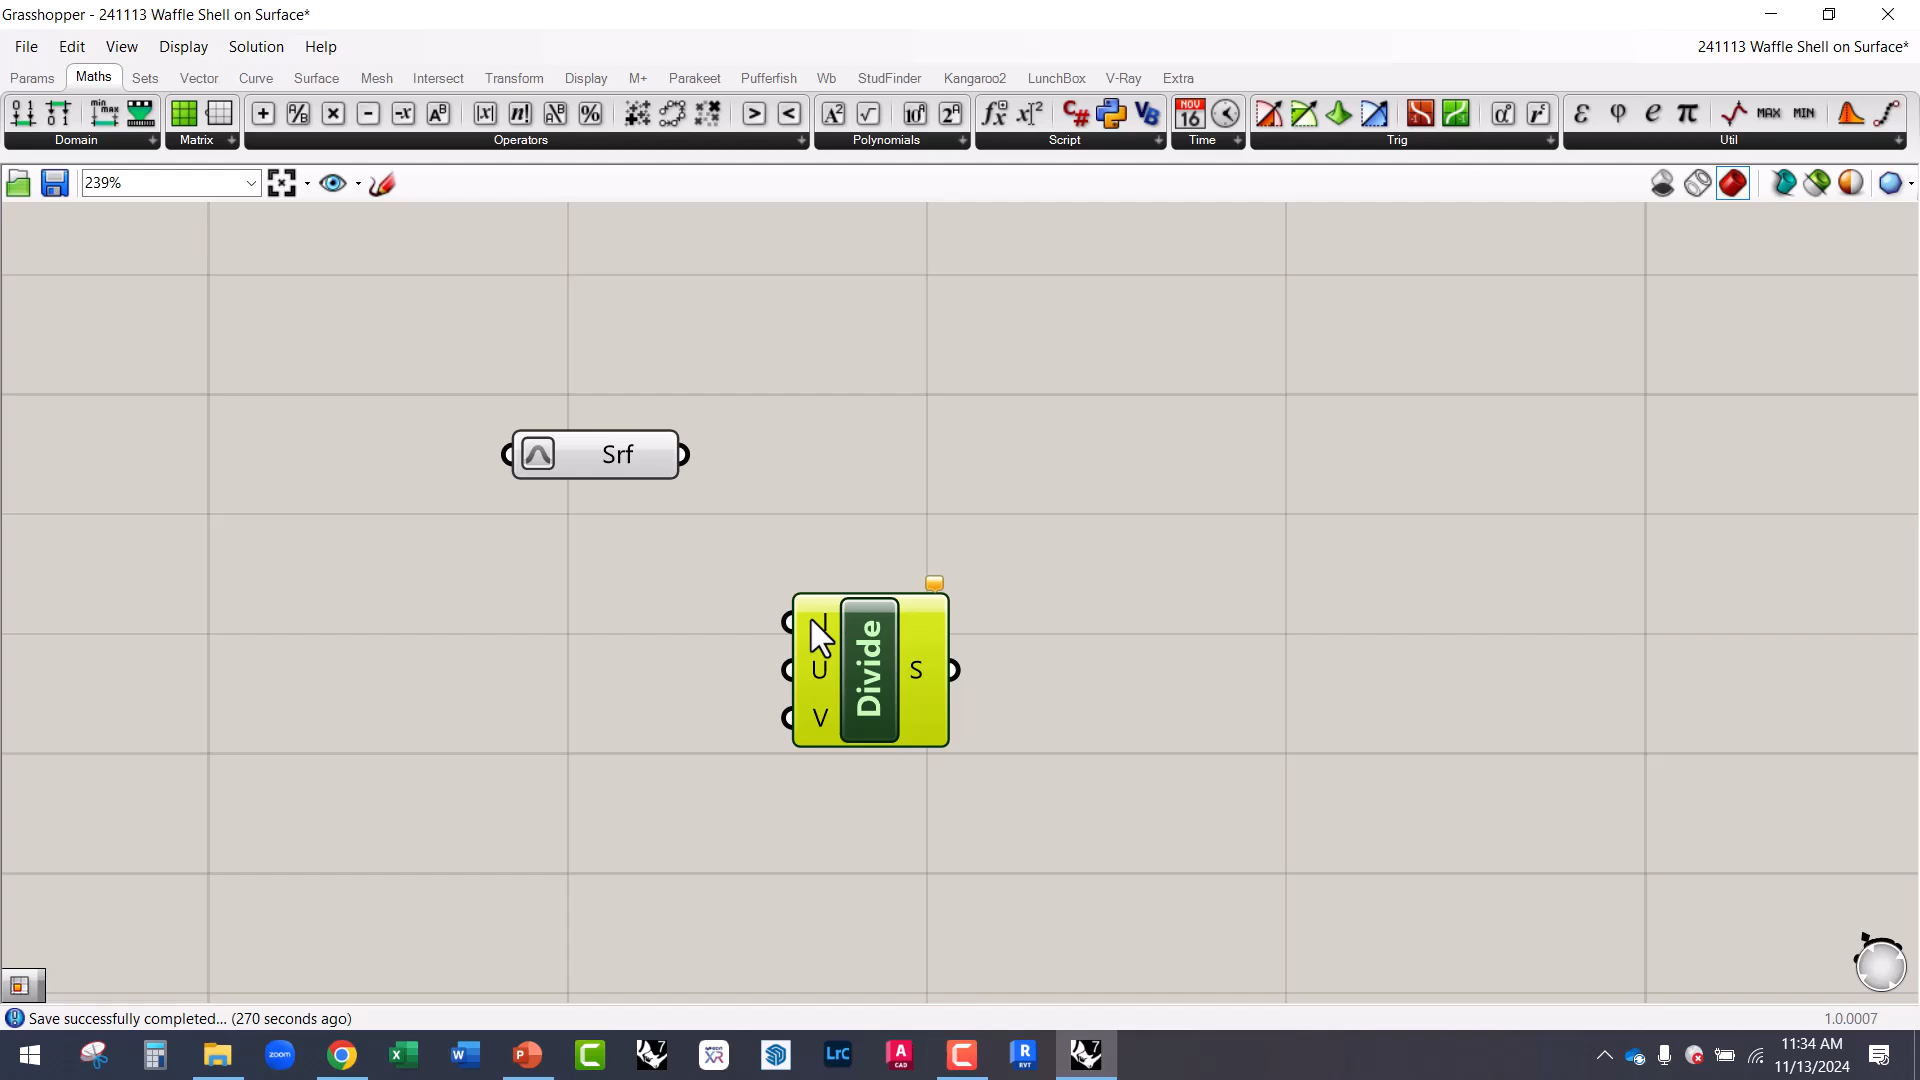 Grasshopper - 241113 Waffle Shell on Surface*
File Edit View Display Solution Help 241113 Waffle Shell on Surface*
Params Maths Sets Vector Curve Surface Mesh Intersect Transform Display M+ Parakeet Pufferfish Wb StudFinder Kangaroo2 LunchBox V-Ray Extra
Domain Matrix Operators Polynomials Script Time Trig Util
239%
Srf
Divide
U S
V
Save successfully completed... (270 seconds ago) 1.0.0007
11:34 AM
11/13/2024